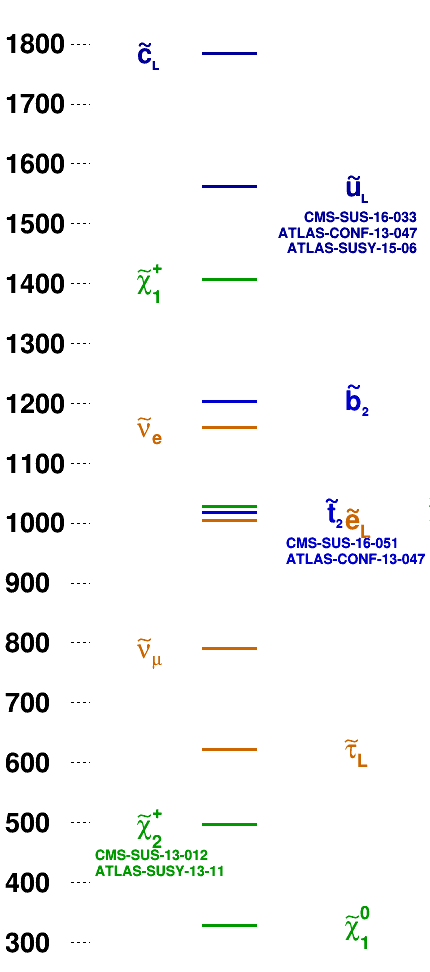 1800
c̃L
1700
1600
ũL
1500
CMS-SUS-16-033
ATLAS-CONF-13-047
ATLAS-SUSY-15-06
1400
χ̃1+
1300
1200
b̃2
ν̃e
1100
1000
t̃2 ẽL
CMS-SUS-16-051
ATLAS-CONF-13-047
900
800
ν̃μ
700
600
τ̃L
500
χ̃2+
CMS-SUS-13-012
ATLAS-SUSY-13-11
400
χ̃10
300